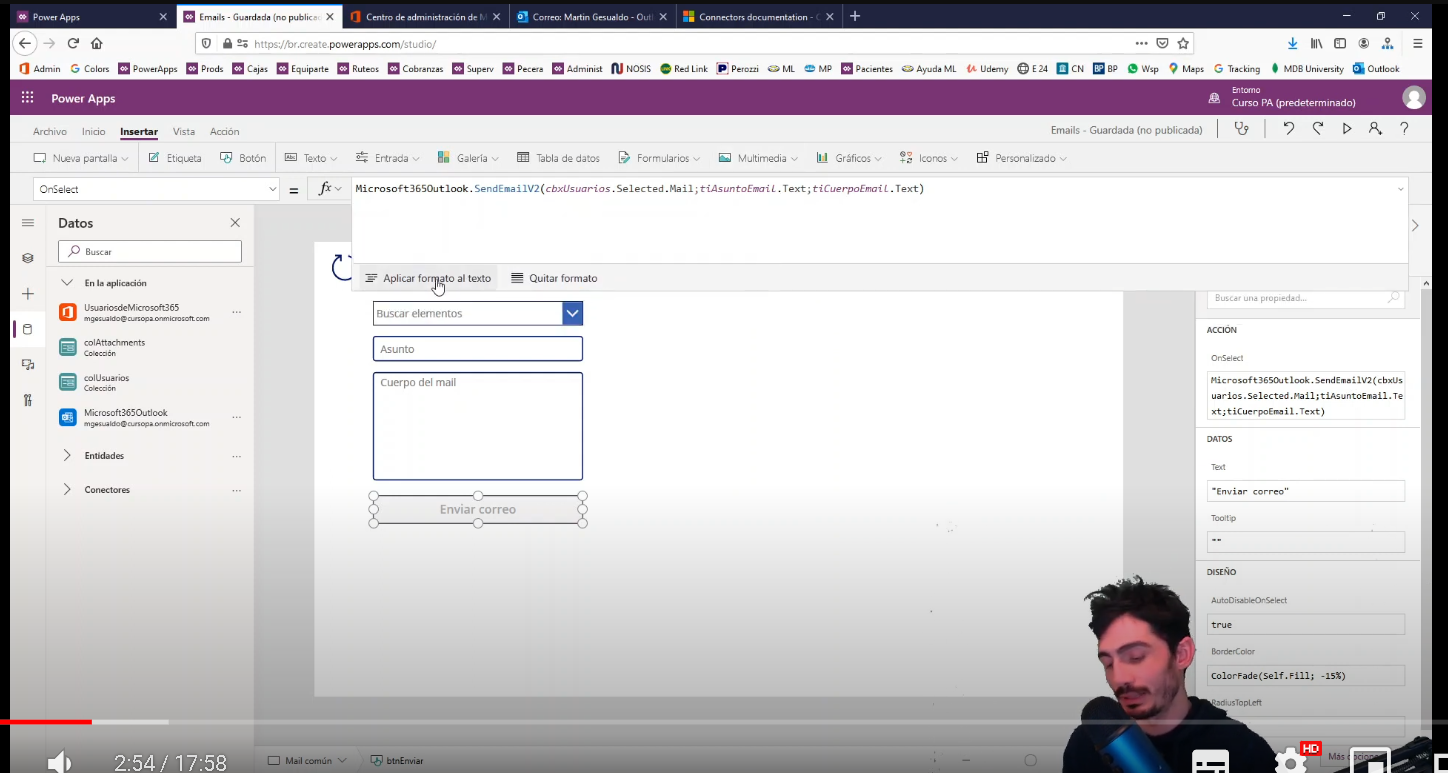 Power Apps
Emails - Guardada (no publicac
Centro de administración de M
Correo: Martin Gesualdo - Outl
Connectors documentation - C
https://br.create.powerapps.com/studio/
Admin Colors PowerApps Prods Cajas Equiparte Ruteos Cobranzas Superv Pecera Administ NOSIS Red Link Perozzi ML MP Pacientes Ayuda ML Udemy E 24 CN BP Wsp Maps Tracking MDB University Outlook
Power Apps
Entorno
Curso PA (predeterminado)
Archivo Inicio Insertar Vista Acción
Emails - Guardada (no publicada)
Nueva pantalla Etiqueta Botón Texto Entrada Galería Tabla de datos Formularios Multimedia Gráficos Iconos Personalizado
OnSelect = fx Microsoft365Outlook.SendEmailV2(cbxUsuarios.Selected.Mail;tiAsuntoEmail.Text;tiCuerpoEmail.Text)
Aplicar formato al texto Quitar formato
Datos
Buscar
En la aplicación
UsuariosdeMicrosoft365
mgesualdo@cursopa.onmicrosoft.com
colAttachments
Colección
colUsuarios
Colección
Microsoft365Outlook
mgesualdo@cursopa.onmicrosoft.com
Entidades
Conectores
Buscar elementos
Asunto
Cuerpo del mail
Enviar correo
Buscar una propiedad...
ACCIÓN
OnSelect
Microsoft365Outlook.SendEmailV2(cbxUs
uarios.Selected.Mail;tiAsuntoEmail.Te
xt;tiCuerpoEmail.Text)
DATOS
Text
"Enviar correo"
Tooltip
""
DISEÑO
AutoDisableOnSelect
true
BorderColor
ColorFade(Self.Fill; -15%)
RadiusTopLeft
Mail común btnEnviar
2:54 / 17:58
HD